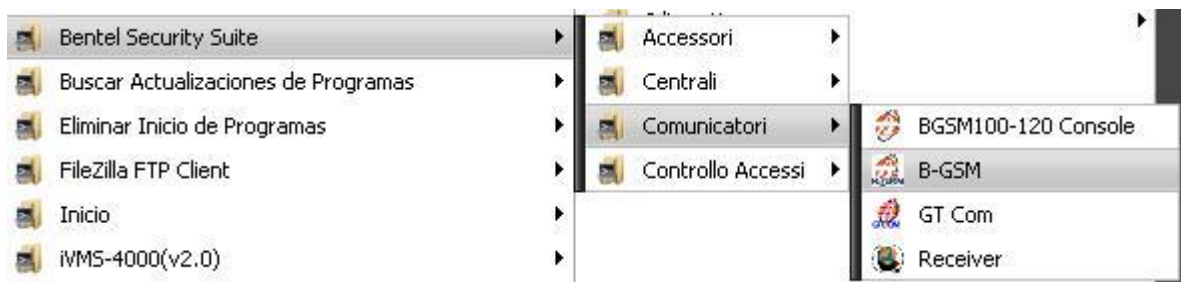 Bentel Security Suite
Buscar Actualizaciones de Programas
Eliminar Inicio de Programas
FileZilla FTP Client
Inicio
iVMS-4000(v2.0)
Accessori
Centrali
Comunicatori
Controllo Accessi
BGSM100-120 Console
B-GSM
GT Com
Receiver